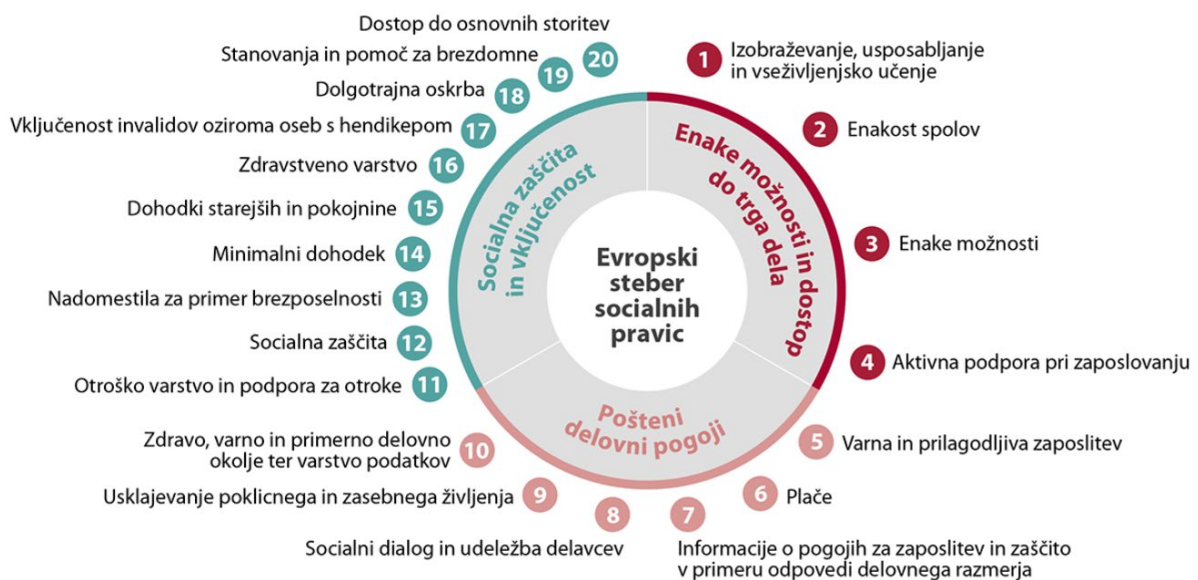 Evropski
steber
socialnih
pravic
Enake možnosti in dostop
do trga dela
1
Izobraževanje, usposabljanje
in vseživljenjsko učenje
2
Enakost spolov
3
Enake možnosti
4
Aktivna podpora pri zaposlovanju
Pošteni
delovni pogoji
5
Varna in prilagodljiva zaposlitev
6
Plače
7
Informacije o pogojih za zaposlitev in zaščito
v primeru odpovedi delovnega razmerja
8
Socialni dialog in udeležba delavcev
9
Usklajevanje poklicnega in zasebnega življenja
10
Zdravo, varno in primerno delovno
okolje ter varstvo podatkov
Socialna zaščita
in vključenost
11
Otroško varstvo in podpora za otroke
12
Socialna zaščita
13
Nadomestila za primer brezposelnosti
14
Minimalni dohodek
15
Dohodki starejših in pokojnine
16
Zdravstveno varstvo
17
Vključenost invalidov oziroma oseb s hendikepom
18
Dolgotrajna oskrba
19
Stanovanja in pomoč za brezdomne
20
Dostop do osnovnih storitev